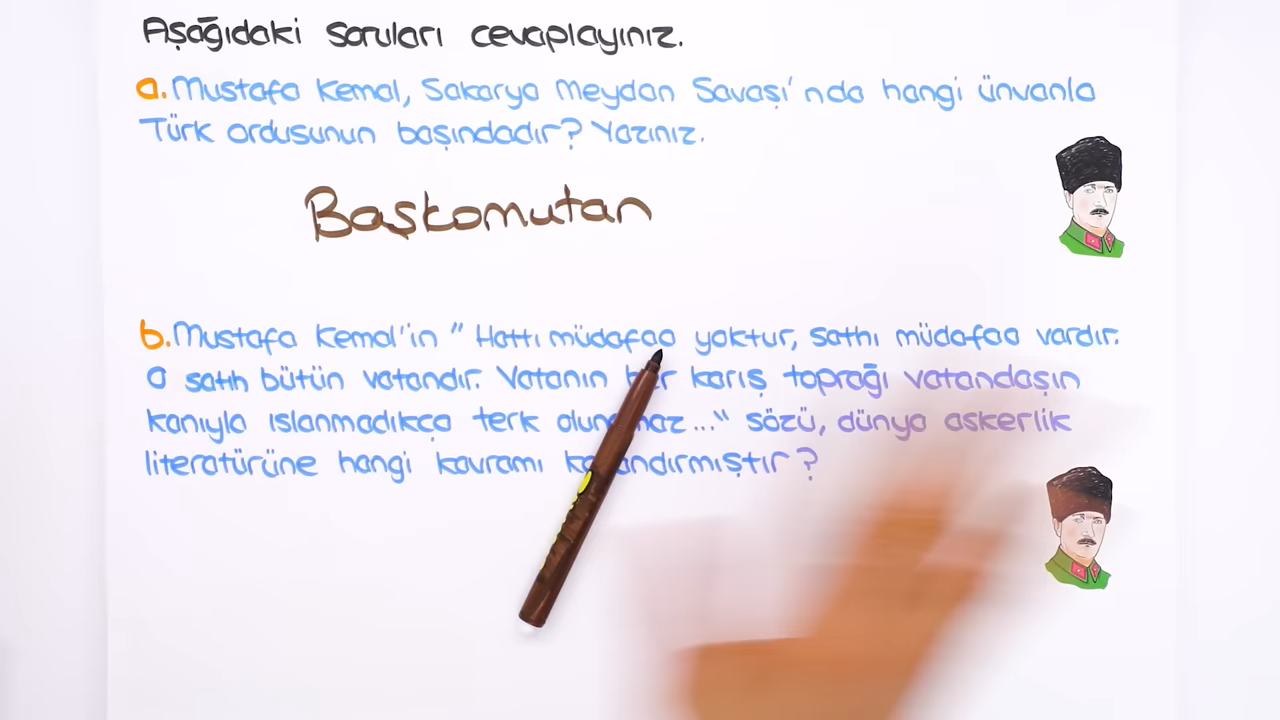 Aşağıdaki soruları cevaplayınız.
a. Mustafa Kemal, Sakarya Meydan Savaşı'nda hangi ünvanla
Türk ordusunun başındadır? Yazınız.
Başkomutan
b. Mustafa Kemal'in " Hattı müdafaa yoktur, sathı müdafaa vardır.
O satıh bütün vatandır. Vatanın karış toprağı vatandaşın
kanıyla ıslanmadıkça terk ..." sözü, dünya askerlik
literatürüne hangi kavramı ?